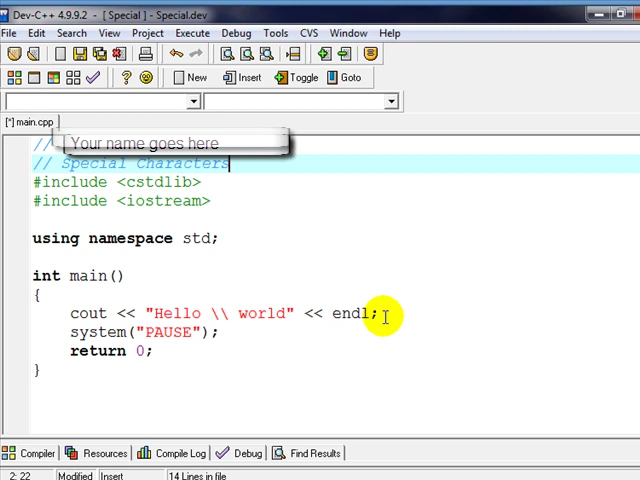 Dev-C++ 4.9.9.2 - [ Special ] - Special.dev
File Edit Search View Project Execute Debug Tools CVS Window Help
New Insert Toggle Goto
[*] main.cpp
// Your name goes here
// Special Characters
#include <cstdlib>
#include <iostream>
using namespace std;
int main()
{
cout << "Hello \\ world" << endl;
system("PAUSE");
return 0;
}
Compiler Resources Compile Log Debug Find Results
2: 22 Modified Insert 14 Lines in file